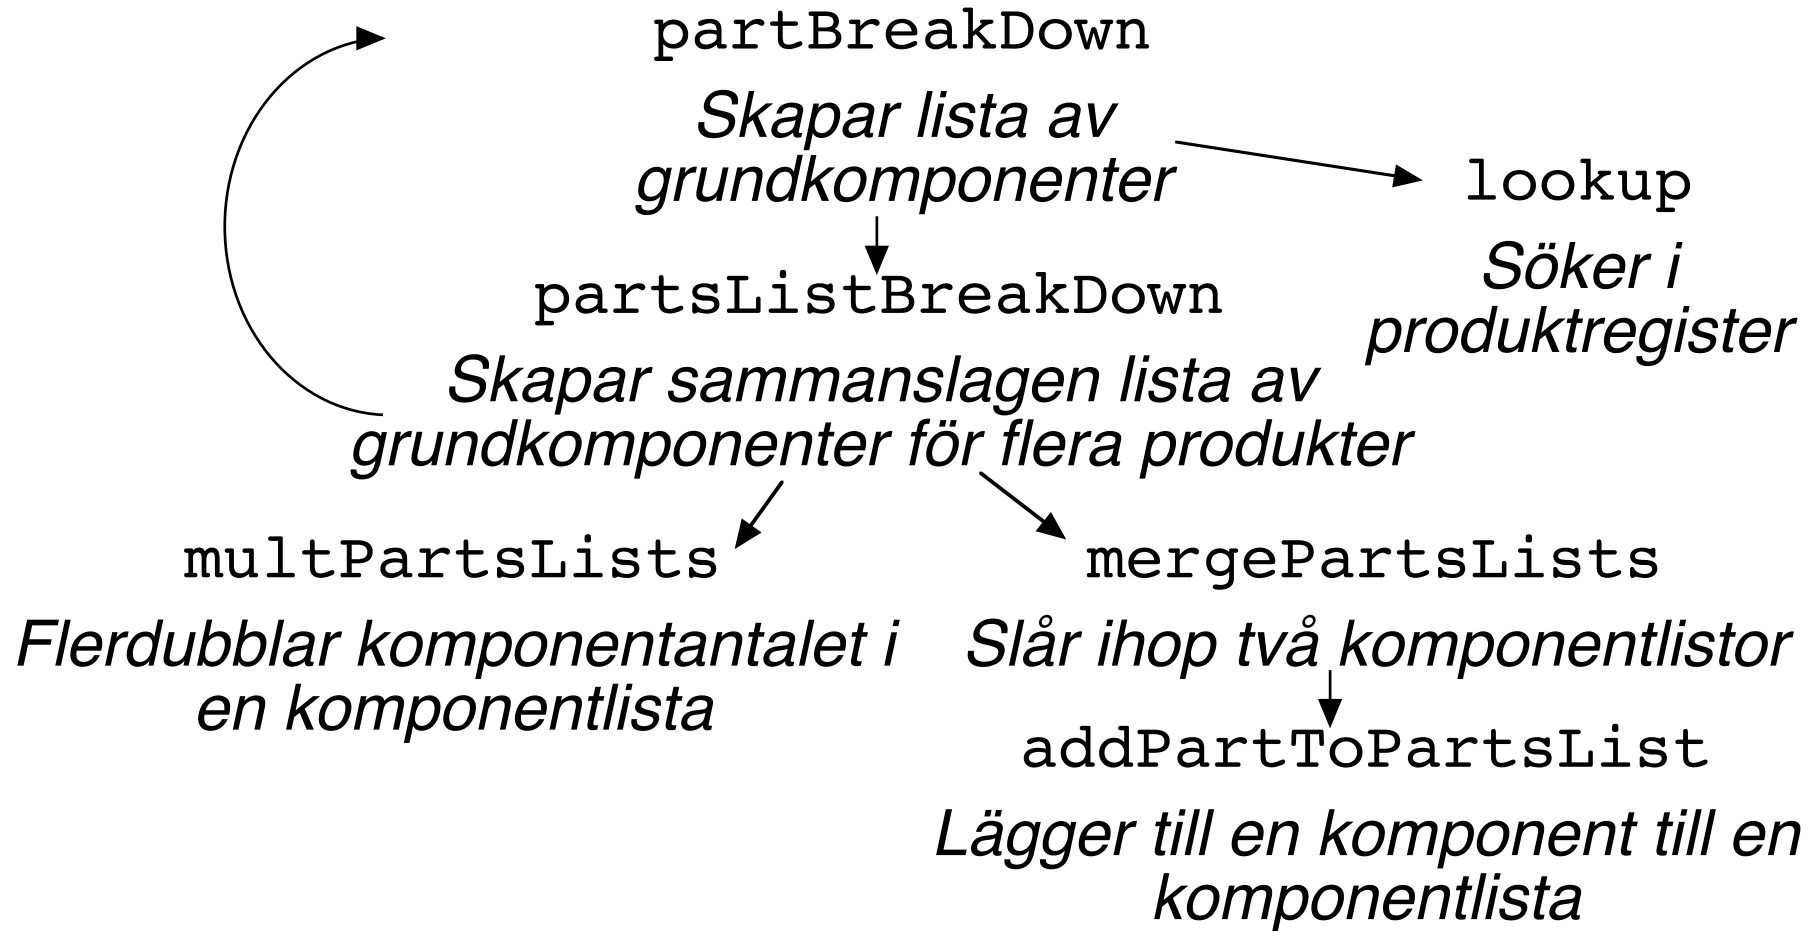 partBreakDown
Skapar lista av
grundkomponenter
lookup
Söker i
produktregister
partsListBreakDown
Skapar sammanslagen lista av
grundkomponenter för flera produkter
multPartsLists
Flerdubblar komponentantalet i
en komponentlista
mergePartsLists
Slår ihop två komponentlistor
addPartToPartsList
Lägger till en komponent till en
komponentlista